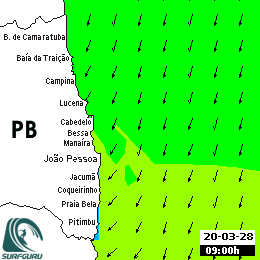 B. de Camaratuba
Baía da Traição
Campina
Lucena
PB
Cabedelo
Bessa
Manaíra
João Pessoa
Jacumã
Coqueirinho
Praia Bela
Pitimbu
SURFGURU
20-03-28
09:00h